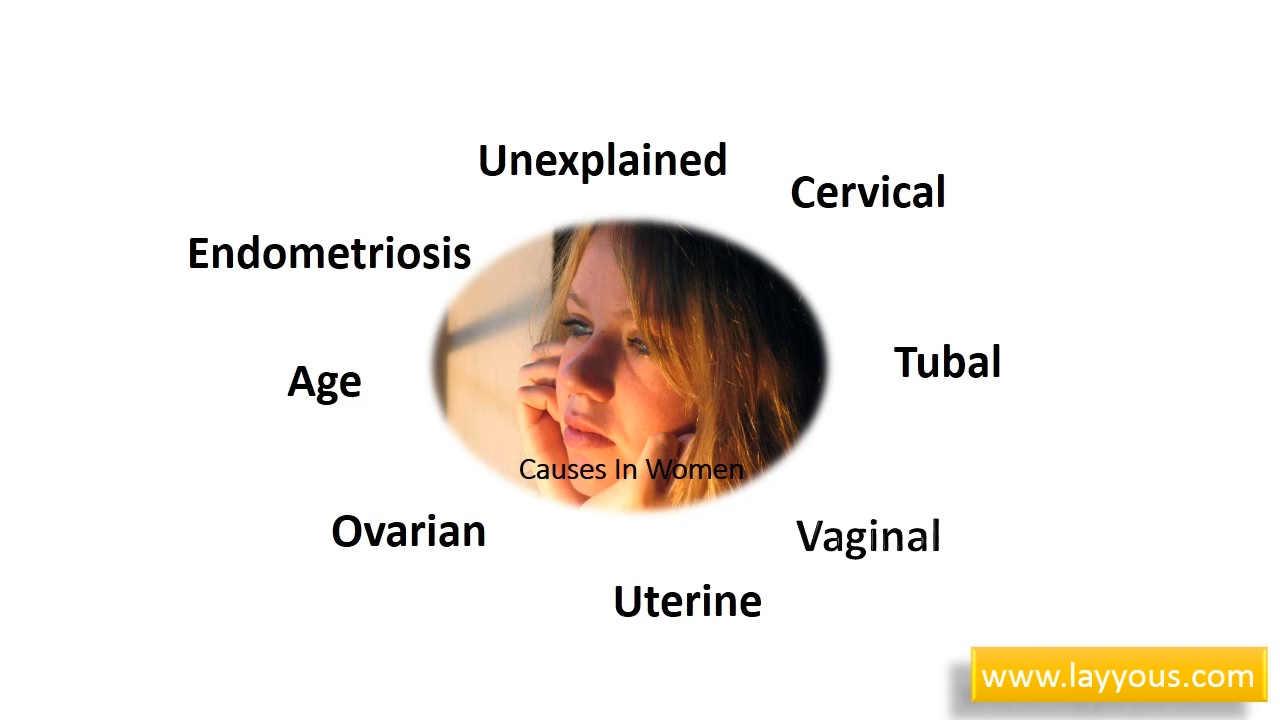 Unexplained
Cervical
Endometriosis
Tubal
Age
Causes In Women
Ovarian
Vaginal
Uterine
www.layyous.com